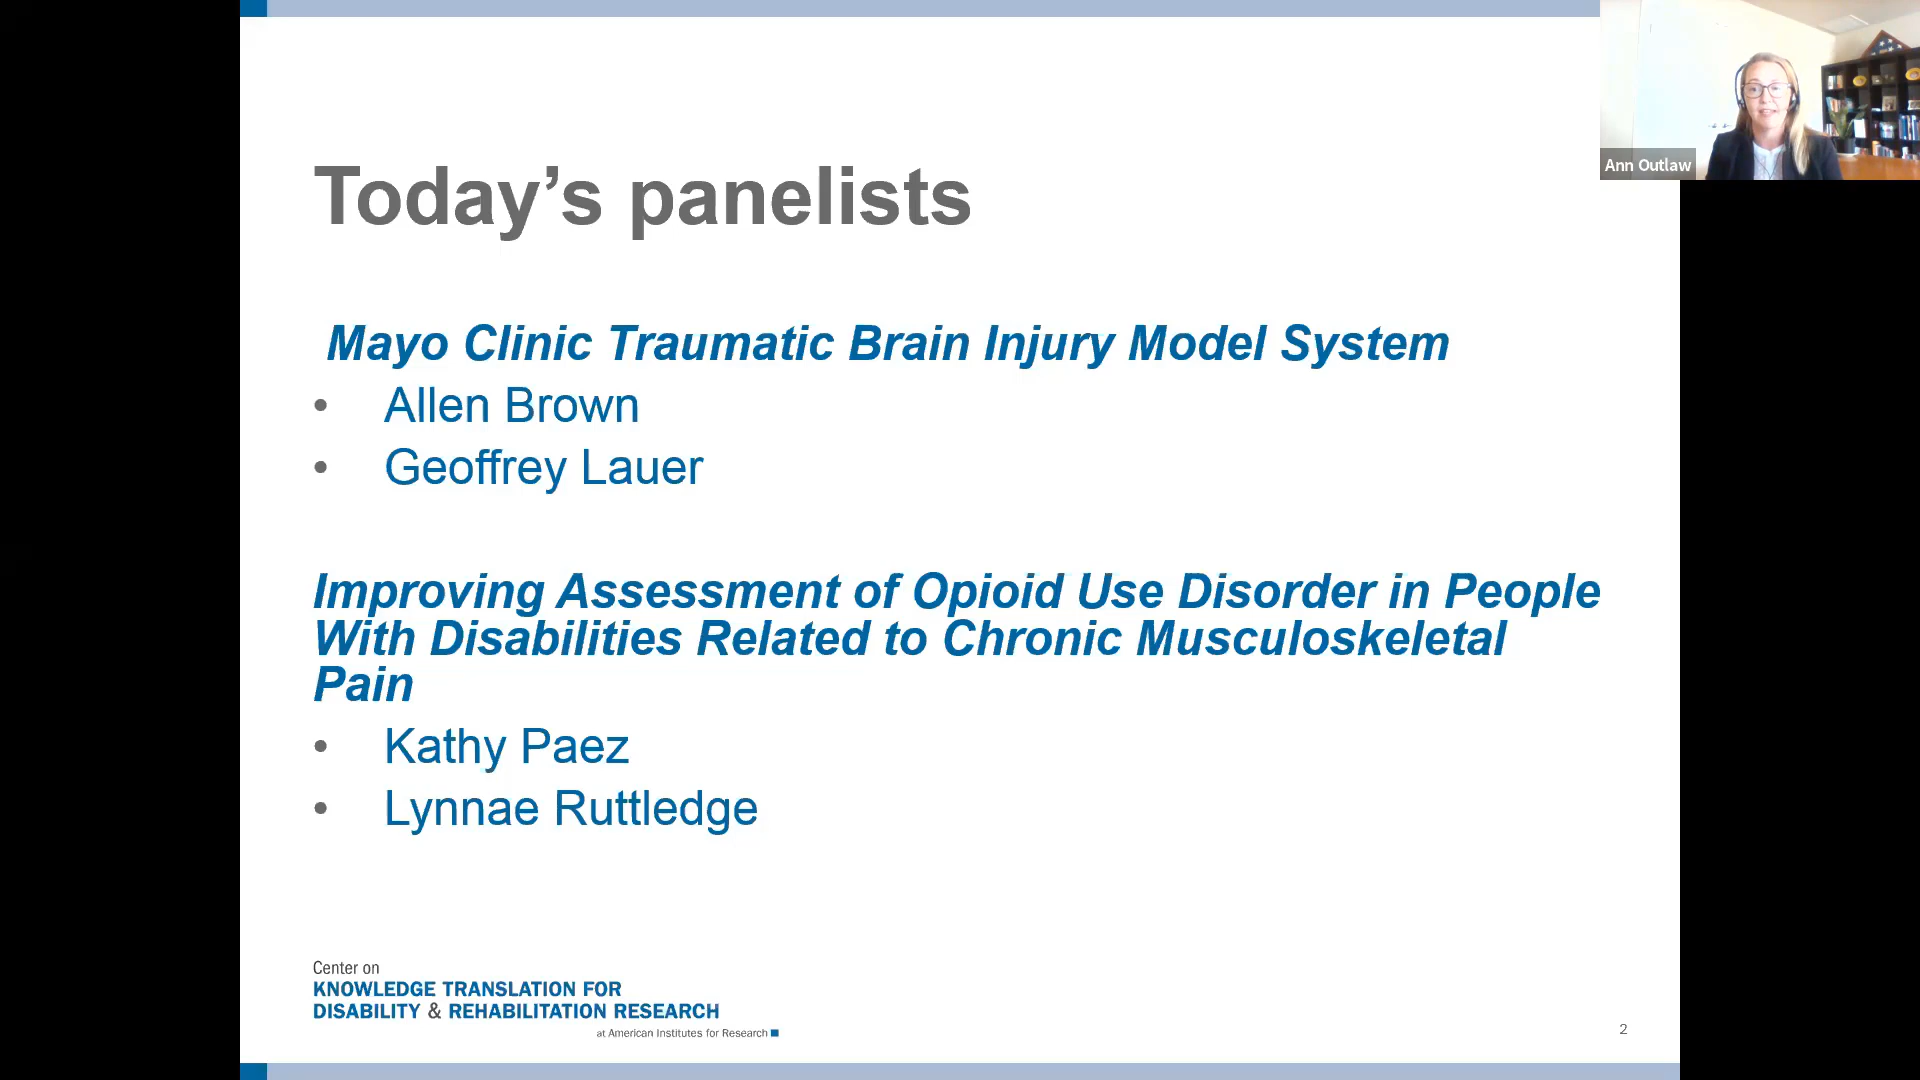 Ann Outlaw
Today’s panelists
Mayo Clinic Traumatic Brain Injury Model System
• Allen Brown
• Geoffrey Lauer
Improving Assessment of Opioid Use Disorder in People
With Disabilities Related to Chronic Musculoskeletal
Pain
• Kathy Paez
• Lynnae Ruttledge
Center on
KNOWLEDGE TRANSLATION FOR
DISABILITY & REHABILITATION RESEARCH
at American Institutes for Research
2